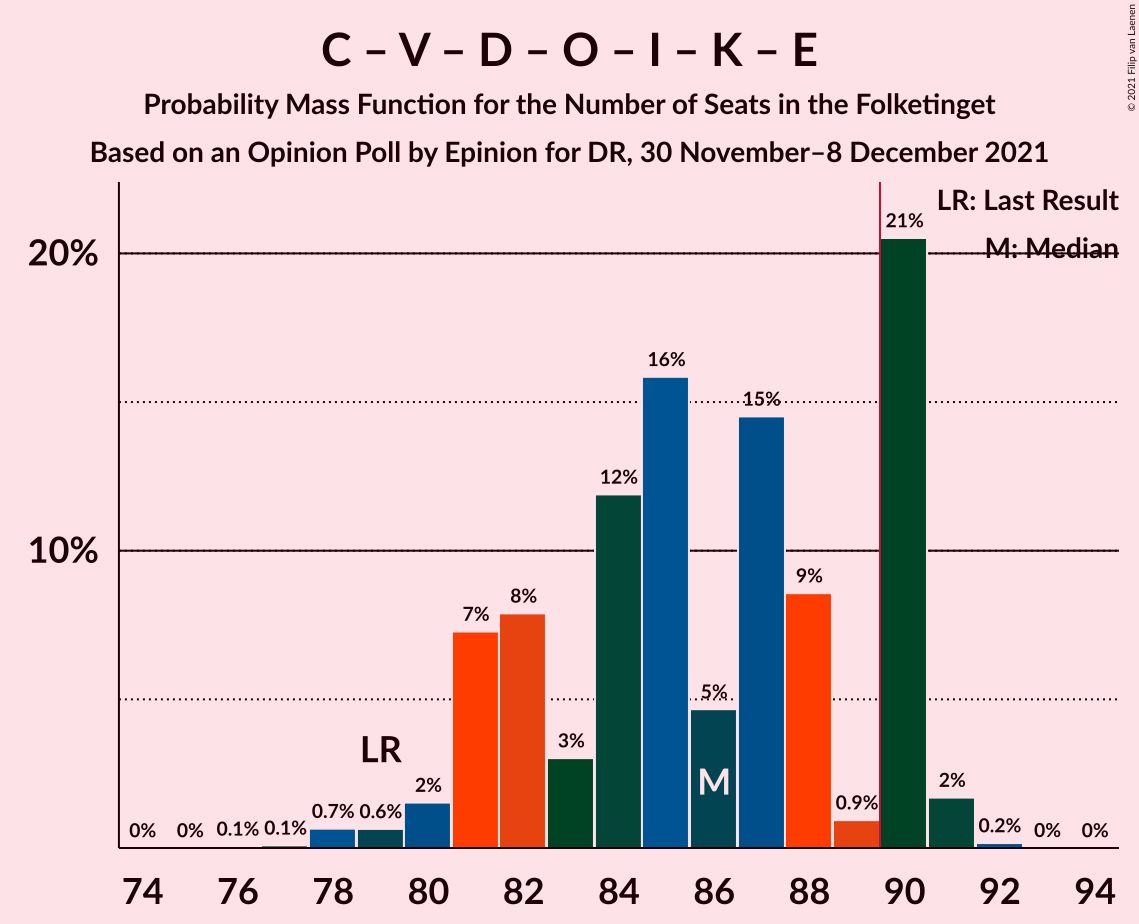 C – V – D – O – I – K – E
Probability Mass Function for the Number of Seats in the Folketinget
Based on an Opinion Poll by Epinion for DR, 30 November–8 December 2021
© 2021 Filip van Laenen
LR: Last Result
M: Median
20%
10%
0%
0%
0.1%
0.1%
0.7%
0.6%
2%
7%
8%
3%
12%
16%
5%
15%
9%
0.9%
21%
2%
0.2%
0%
0%
LR
M
74 76 78 80 82 84 86 88 90 92 94